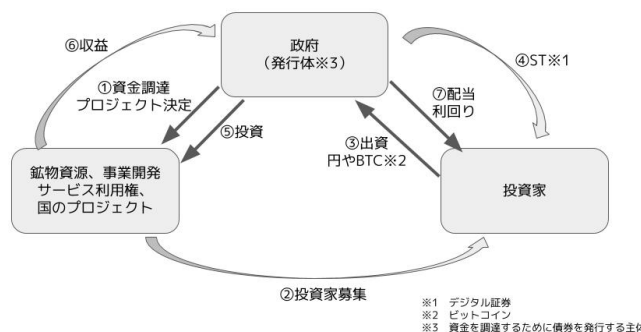 ⑥収益
政府
（発行体※3）
④ST※1
①資金調達
プロジェクト決定
⑦配当
利回り
⑤投資
③出資
円やBTC※2
鉱物資源、事業開発
サービス利用権、
国のプロジェクト
投資家
②投資家募集
※1 デジタル証券
※2 ビットコイン
※3 資金を調達するために債券を発行する主体